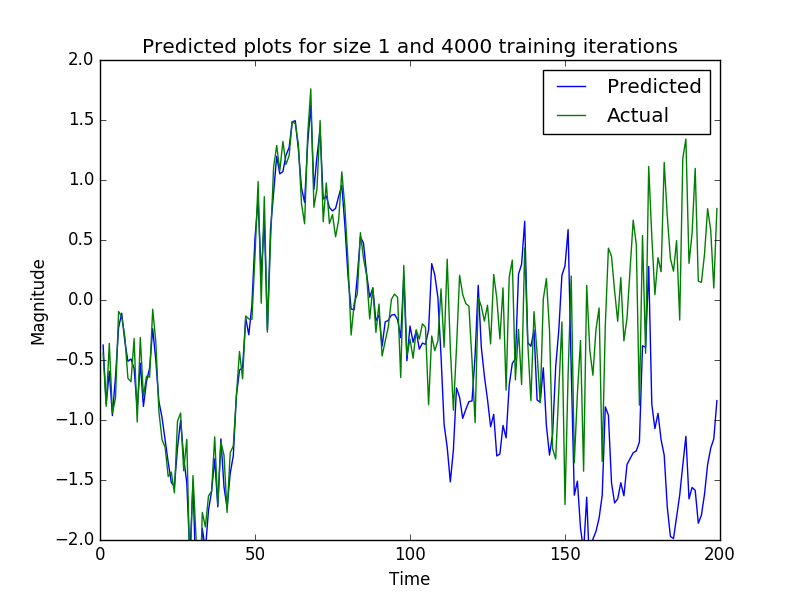 Predicted plots for size 1 and 4000 training iterations
2.0
1.5
1.0
0.5
0.0
−0.5
−1.0
−1.5
−2.0
Magnitude
Predicted
Actual
0 50 100 150 200
Time